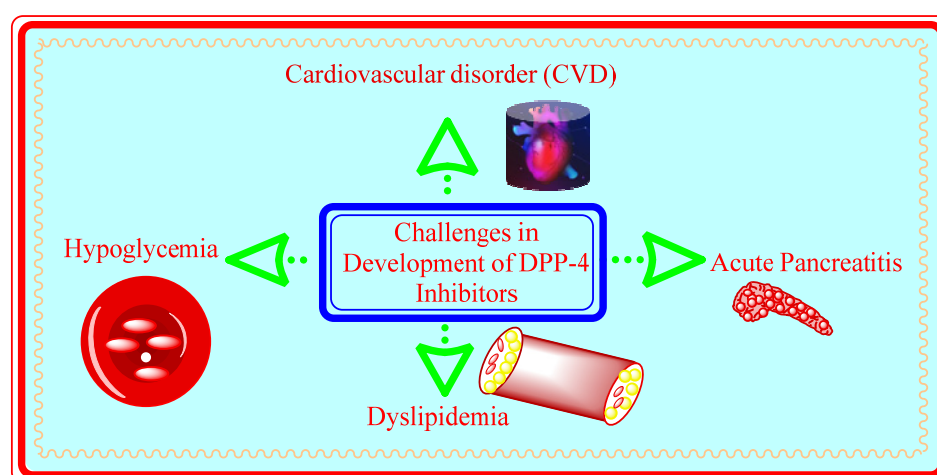 Cardiovascular disorder (CVD)
Hypoglycemia
Challenges in
Development of DPP-4
Inhibitors
Acute Pancreatitis
Dyslipidemia